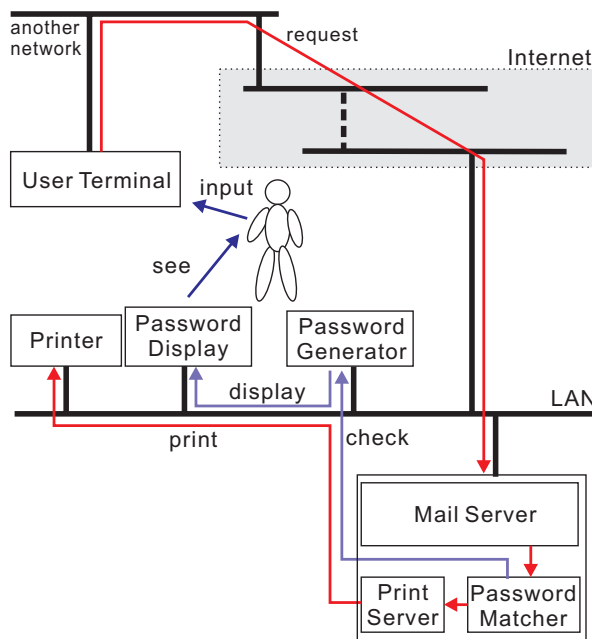 another
network
request
Internet
User Terminal
input
see
Printer
Password
Display
Password
Generator
display
LAN
print
check
Mail Server
Print
Server
Password
Matcher